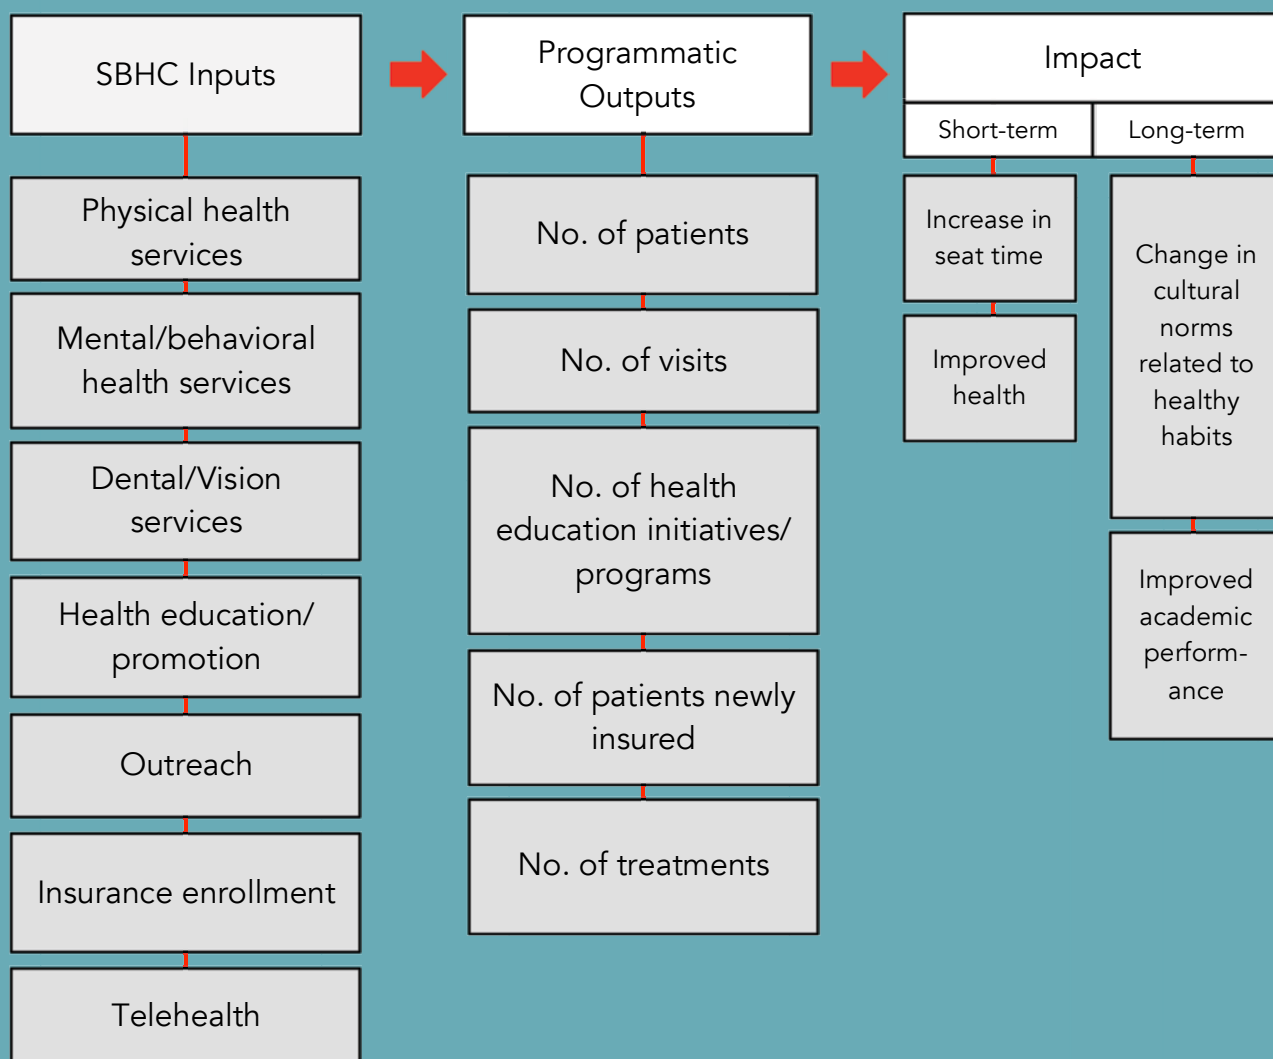 SBHC Inputs
Physical health
services
Mental/behavioral
health services
Dental/Vision
services
Health education/
promotion
Outreach
Insurance enrollment
Telehealth
Programmatic
Outputs
No. of patients
No. of visits
No. of health
education initiatives/
programs
No. of patients newly
insured
No. of treatments
Impact
Short-term
Long-term
Increase in
seat time
Improved
health
Change in
cultural
norms
related to
healthy
habits
Improved
academic
perform-
ance